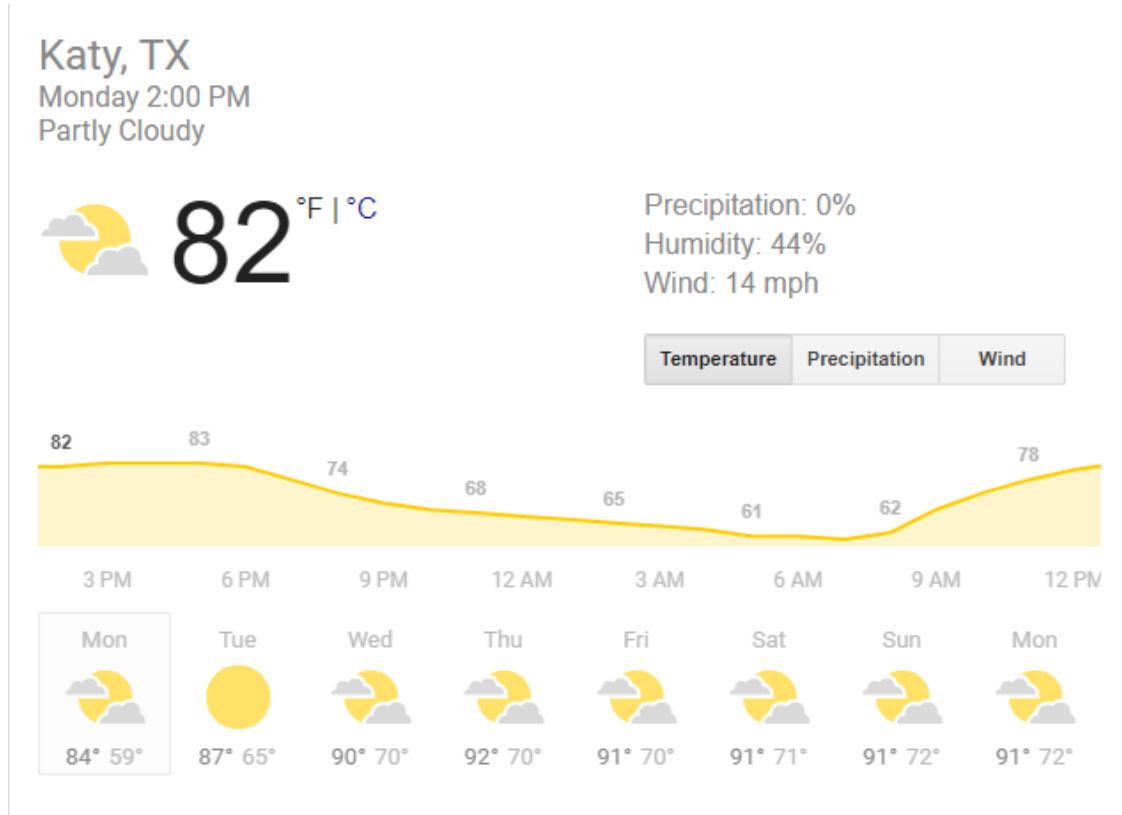 Katy, TX
Monday 2:00 PM
Partly Cloudy
82 °F | °C
Precipitation: 0%
Humidity: 44%
Wind: 14 mph
Temperature Precipitation Wind
82 83 74 68 65 61 62 78
3 PM 6 PM 9 PM 12 AM 3 AM 6 AM 9 AM 12 PM
Mon Tue Wed Thu Fri Sat Sun Mon
84° 59° 87° 65° 90° 70° 92° 70° 91° 70° 91° 71° 91° 72° 91° 72°